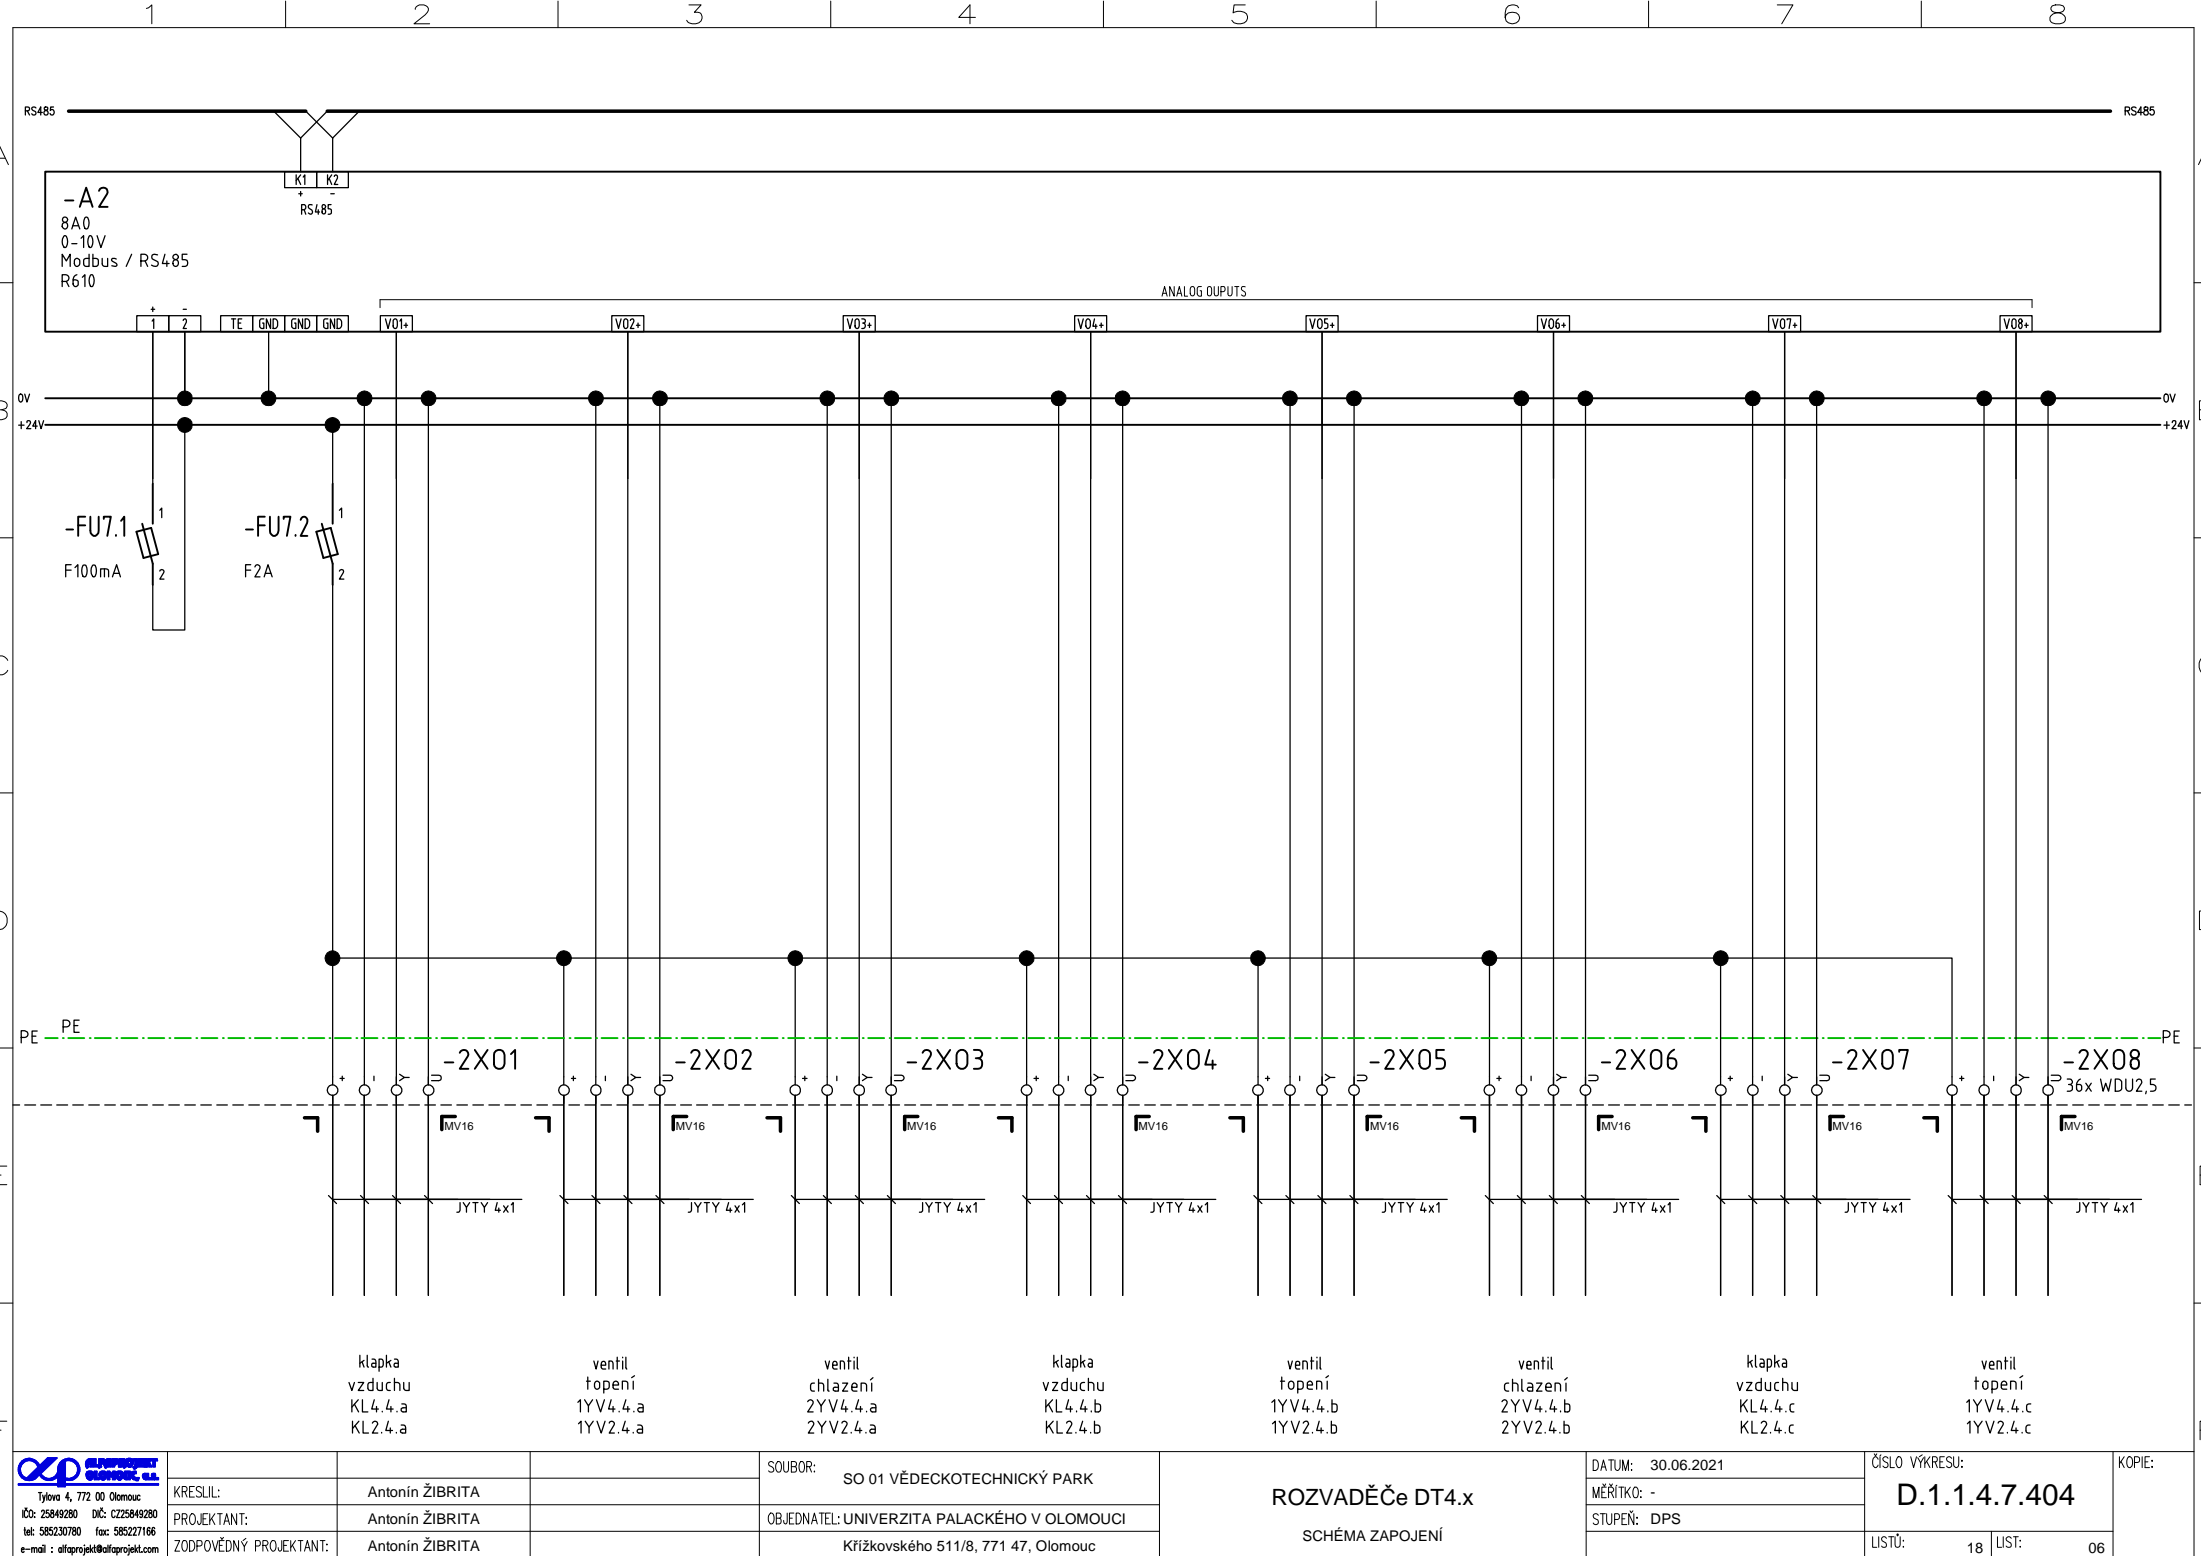 1 2 3 4 5 6 7 8
RS485 RS485
K1 K2
+ -
RS485
-A2
8AO
0-10V
Modbus / RS485
R610
ANALOG OUPUTS
+ -
1 2 TE GND GND GND VO1+ VO2+ VO3+ VO4+ VO5+ VO6+ VO7+ VO8+
0V 0V
+24V +24V
-FU7.1 1
F100mA 2
-FU7.2 1
F2A 2
PE PE PE
-2XO1 -2XO2 -2XO3 -2XO4 -2XO5 -2XO6 -2XO7 -2XO8
36x WDU2,5
+ - Y U + - Y U + - Y U + - Y U + - Y U + - Y U + - Y U + - Y U
MV16 MV16 MV16 MV16 MV16 MV16 MV16 MV16
JYTY 4x1 JYTY 4x1 JYTY 4x1 JYTY 4x1 JYTY 4x1 JYTY 4x1 JYTY 4x1 JYTY 4x1
klapka
vzduchu
KL4.4.a
KL2.4.a
ventil
topení
1YV4.4.a
1YV2.4.a
ventil
chlazení
2YV4.4.a
2YV2.4.a
klapka
vzduchu
KL4.4.b
KL2.4.b
ventil
topení
1YV4.4.b
1YV2.4.b
ventil
chlazení
2YV4.4.b
2YV2.4.b
klapka
vzduchu
KL4.4.c
KL2.4.c
ventil
topení
1YV4.4.c
1YV2.4.c
ALFAPROJEKT
OLOMOUC, a.s.
Tylova 4, 772 00 Olomouc
IČO: 25849280 DIČ: CZ25849280
tel: 585230780 fax: 585227166
e-mail : alfaprojekt@alfaprojekt.com
KRESLIL: Antonín ŽIBRITA
PROJEKTANT: Antonín ŽIBRITA
ZODPOVĚDNÝ PROJEKTANT: Antonín ŽIBRITA
SOUBOR: SO 01 VĚDECKOTECHNICKÝ PARK
OBJEDNATEL: UNIVERZITA PALACKÉHO V OLOMOUCI
Křížkovského 511/8, 771 47, Olomouc
ROZVADĚČe DT4.x
SCHÉMA ZAPOJENÍ
DATUM: 30.06.2021
MĚŘÍTKO: -
STUPEŇ: DPS
ČÍSLO VÝKRESU:
D.1.1.4.7.404
LISTŮ: 18 LIST: 06
KOPIE: